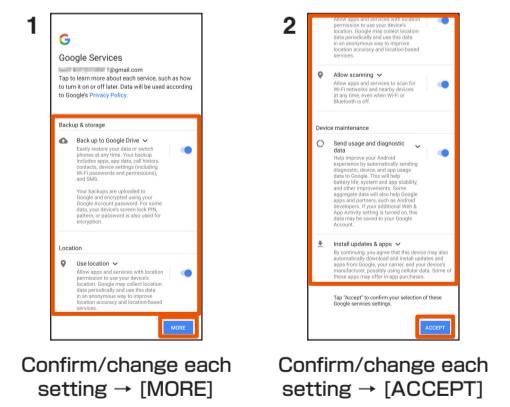 1
G
Google Services
1@gmail.com
Tap to learn more about each service, such as how
to turn it on or off later. Data will be used according
to Google's Privacy Policy.
Backup & storage
Back up to Google Drive
Easily restore your data or switch
phones at any time. Your backup
includes apps, app data, call history,
contacts, device settings (including
Wi-Fi passwords and permissions),
and SMS.
Your backups are uploaded to
Google and encrypted using your
Google Account password. For some
data, your device's screen lock PIN,
pattern, or password is also used for
encryption.
Location
Use location
Allow apps and services with location
permission to use your device's
location. Google may collect location
data periodically and use this data
in an anonymous way to improve
location accuracy and location-based
services.
MORE
Confirm/change each
setting → [MORE]
2
Allow apps and services with location
permission to use your device's
location. Google may collect location
data periodically and use this data
in an anonymous way to improve
location accuracy and location-based
services.
Allow scanning
Allow apps and services to scan for
Wi-Fi networks and nearby devices
at any time, even when Wi-Fi or
Bluetooth is off.
Device maintenance
Send usage and diagnostic
data
Help improve your Android
experience by automatically sending
diagnostic, device, and app usage
data to Google. This will help
battery life, system and app stability,
and other improvements. Some
aggregate data will also help Google
apps and partners, such as Android
developers. If your additional Web &
App Activity setting is turned on, this
data may be saved to your Google
Account.
Install updates & apps
By continuing, you agree that this device may also
automatically download and install updates and
apps from Google, your carrier, and your device's
manufacturer, possibly using cellular data. Some of
these apps may offer in-app purchases.
Tap "Accept" to confirm your selection of these
Google services settings.
ACCEPT
Confirm/change each
setting → [ACCEPT]